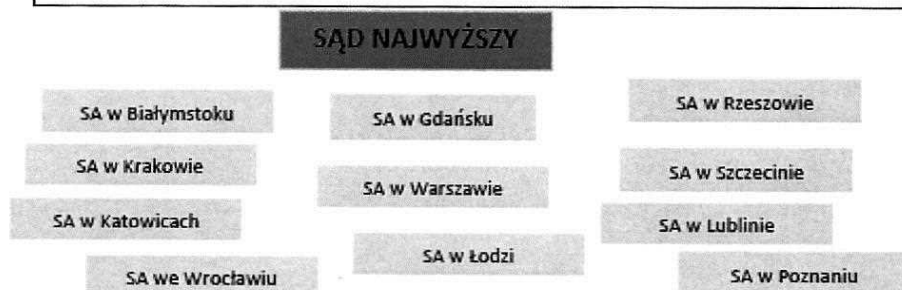 SĄD NAJWYŻSZY
SA w Białymstoku
SA w Gdańsku
SA w Rzeszowie
SA w Krakowie
SA w Warszawie
SA w Szczecinie
SA w Katowicach
SA w Lublinie
SA w Łodzi
SA we Wrocławiu
SA w Poznaniu